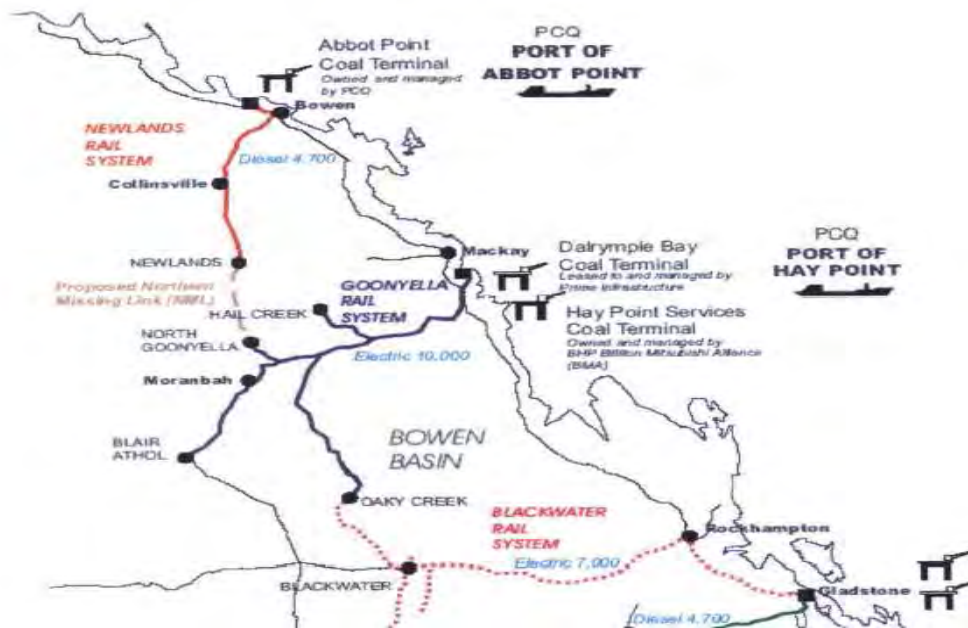 Abbot Point
Coal Terminal
Owned and managed
by PCQ
PCQ
PORT OF
ABBOT POINT
Bowen
NEWLANDS
RAIL
SYSTEM
Diesel 4,700
Collinsville
NEWLANDS
Mackay
Dalrymple Bay
Coal Terminal
Leased to and managed by
Prime Infrastructure
PCQ
PORT OF
HAY POINT
Proposed Northern
Missing Link (NML)
GOONYELLA
RAIL
SYSTEM
HAIL CREEK
Hay Point Services
Coal Terminal
Owned and managed by
BHP Billiton Mitsubishi Alliance
(BMA)
NORTH
GOONYELLA
Electric 10,000
Moranbah
BLAIR
ATHOL
BOWEN
BASIN
OAKY CREEK
BLACKWATER
RAIL
SYSTEM
Rockhampton
Electric 7,000
BLACKWATER
Gladstone
Diesel 4,700